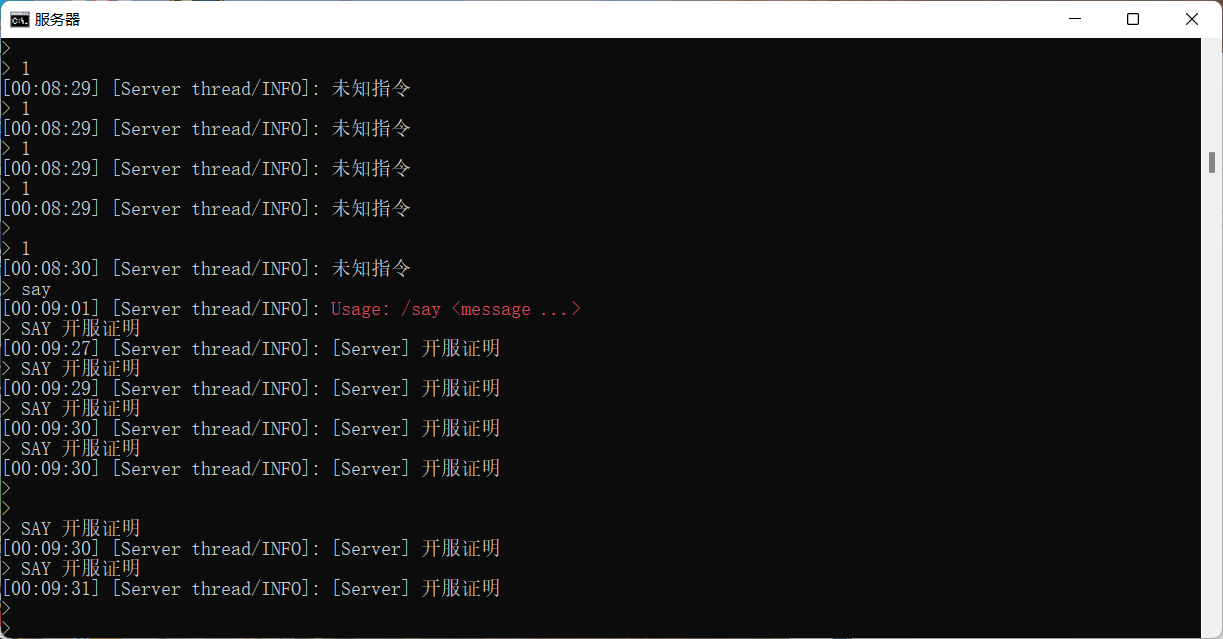 服务器
>
> 1
[00:08:29] [Server thread/INFO]: 未知指令
> 1
[00:08:29] [Server thread/INFO]: 未知指令
> 1
[00:08:29] [Server thread/INFO]: 未知指令
> 1
[00:08:29] [Server thread/INFO]: 未知指令
>
> 1
[00:08:30] [Server thread/INFO]: 未知指令
> say
[00:09:01] [Server thread/INFO]: Usage: /say <message ...>
> SAY 开服证明
[00:09:27] [Server thread/INFO]: [Server] 开服证明
> SAY 开服证明
[00:09:29] [Server thread/INFO]: [Server] 开服证明
> SAY 开服证明
[00:09:30] [Server thread/INFO]: [Server] 开服证明
> SAY 开服证明
[00:09:30] [Server thread/INFO]: [Server] 开服证明
>
>
> SAY 开服证明
[00:09:30] [Server thread/INFO]: [Server] 开服证明
> SAY 开服证明
[00:09:31] [Server thread/INFO]: [Server] 开服证明
>
>